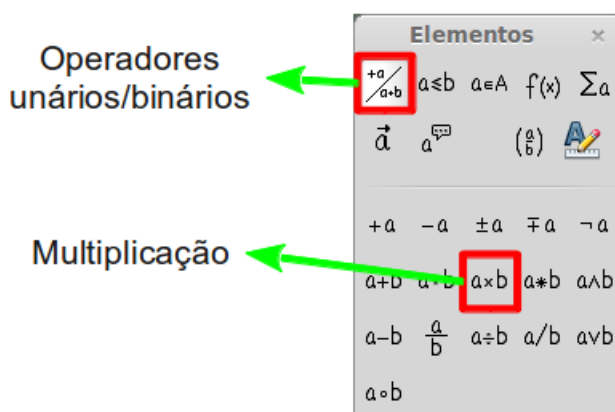 Elementos ×
Operadores
unários/binários
+a/a+b a≤b a∈A f(x) Σa
a⃗ a (a/b) A
+a −a ±a ∓a ¬a
Multiplicação
a+b a·b a×b a∗b a∧b
a−b a/b a÷b a/b a∨b
a∘b